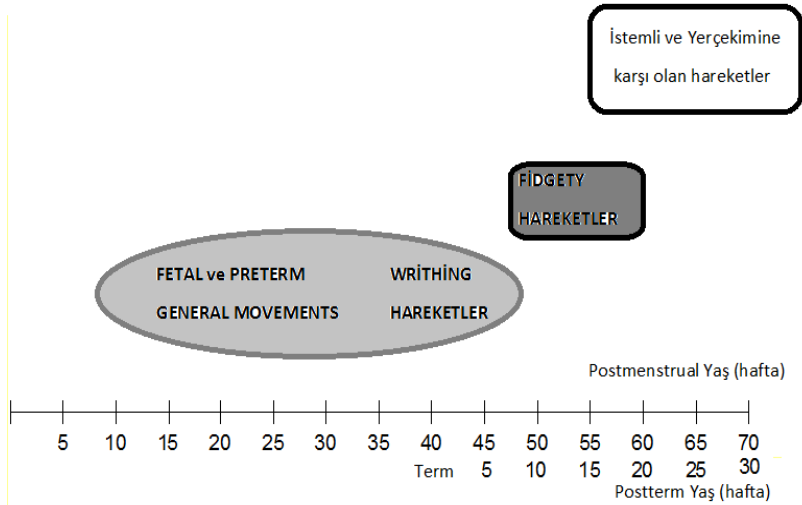 İstemli ve Yerçekimine
karşı olan hareketler
FİDGETY
HAREKETLER
FETAL ve PRETERM
GENERAL MOVEMENTS
WRİTHİNG
HAREKETLER
Postmenstrual Yaş (hafta)
5 10 15 20 25 30 35 40 45 50 55 60 65 70
Term 5 10 15 20 25 30
Postterm Yaş (hafta)